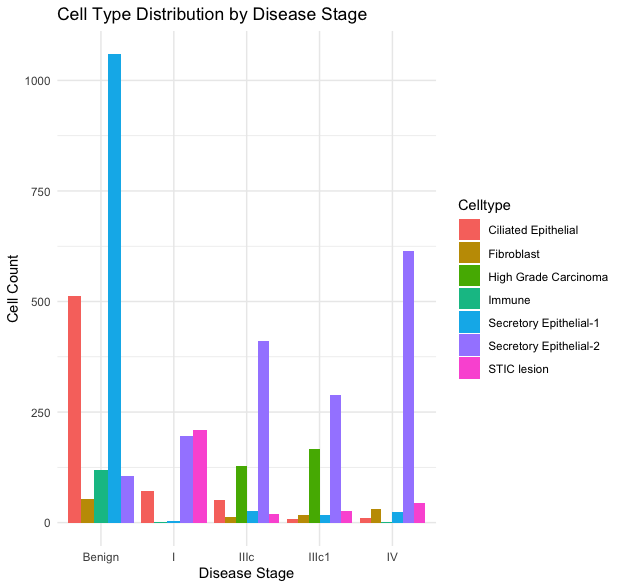 Cell Type Distribution by Disease Stage
1000
750
500
250
0
Cell Count
Benign
I
IIIc
IIIc1
IV
Disease Stage
Celltype
Ciliated Epithelial
Fibroblast
High Grade Carcinoma
Immune
Secretory Epithelial-1
Secretory Epithelial-2
STIC lesion